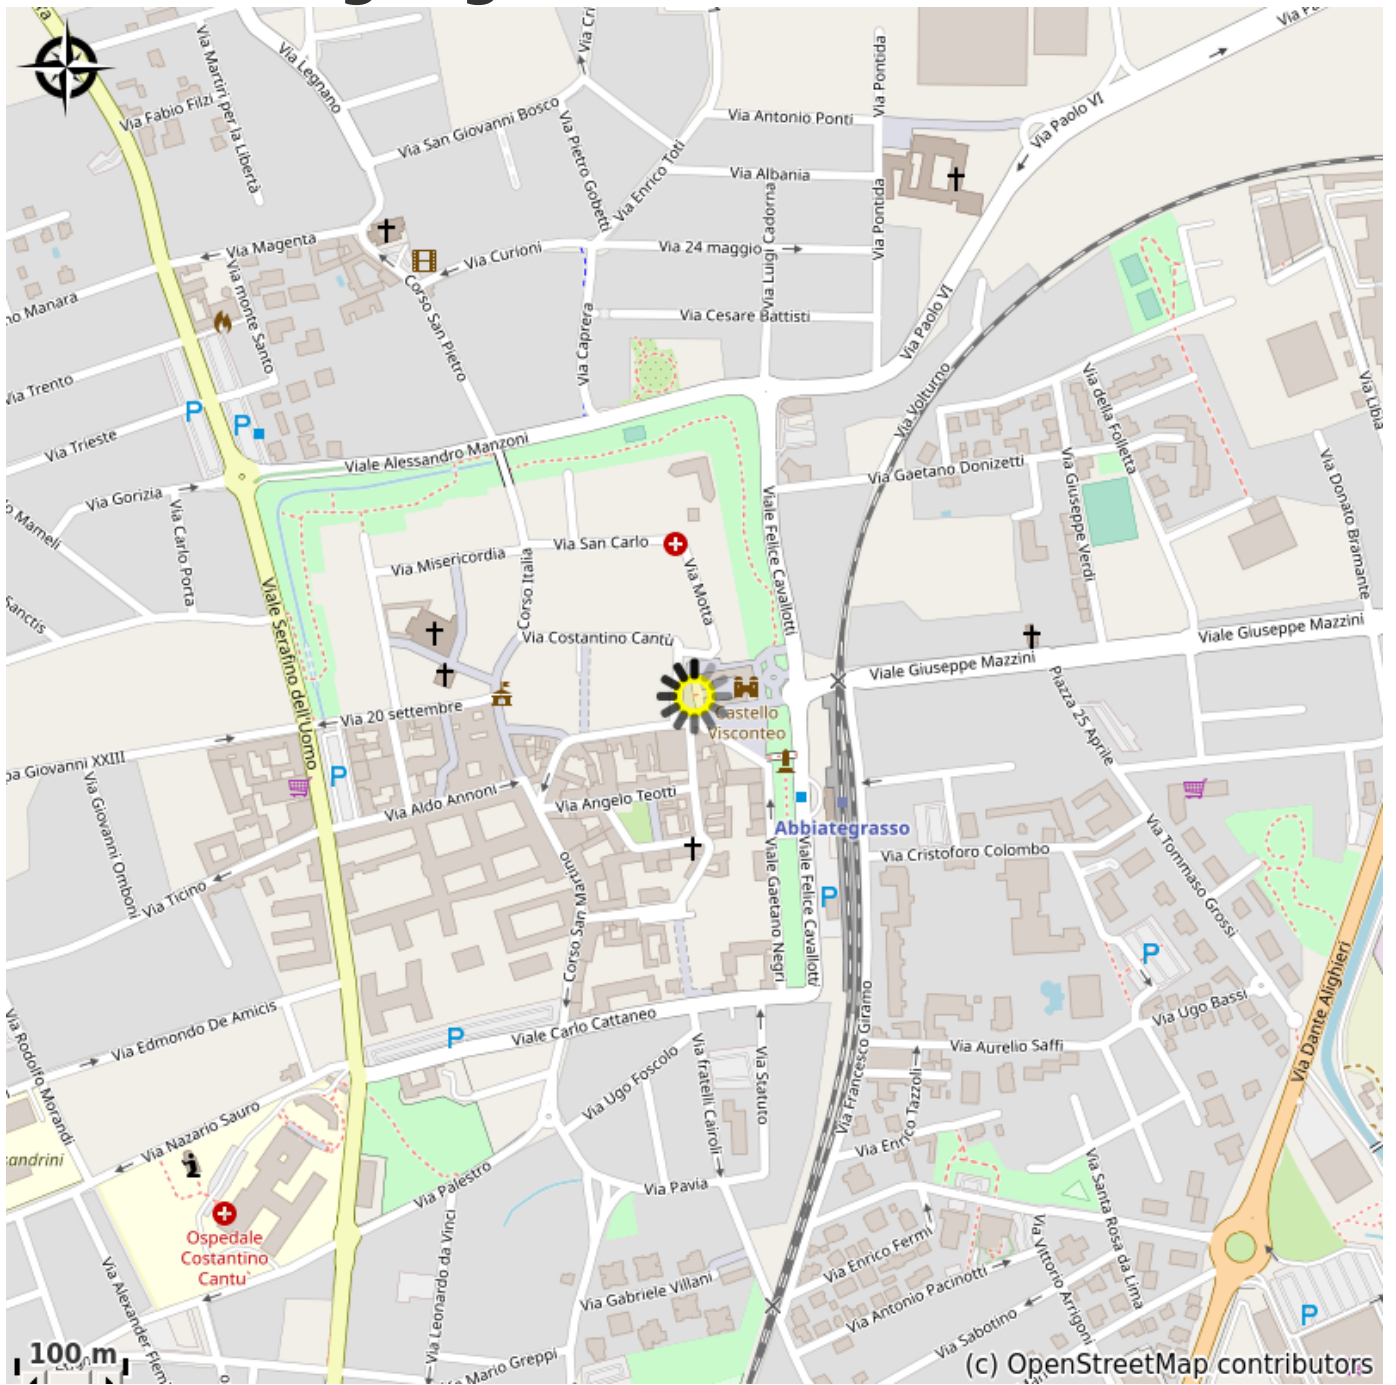 Via Legnano
Via Martiri per la Libertà
Via Fabio Filzi
Via San Giovanni Bosco
Via Pietro Gobetti
Via Enrico Toti
Via Antonio Ponti
Via Pontida
Via Paolo VI
Via Albania
Via Pontida
Via Luigi Caporna
Via Magenta
Via Curioni
Via 24 maggio
Via monte Santo
Corso San Pietro
Via Caprera
Via Cesare Battisti
Via Paolo VI
Via Trento
Via Trieste
Via Volturno
Via della Folletta
Via Libia
P
P
Viale Alessandro Manzoni
Via Gaetano Donizetti
Via Gorizia
Via Carlo Porta
Via Giuseppe Verdi
Via Donato Bramante
Viale Felice Cavallotti
Via Misericordia
Via San Carlo
Corso Italia
Via Motta
Via Costantino Cantù
Viale Serafino dell'Uomo
Viale Giuseppe Mazzini
Viale Giuseppe Mazzini
Piazza 25 Aprile
Via 20 settembre
Castello
Visconteo
Via Giovanni Omboni
P
Via Aldo Annoni
Via Angelo Teotti
Abbiategrasso
Via Cristoforo Colombo
Via Tommaso Grossi
Via Ticino
Corso San Martino
Viale Gaetano Negri
Viale Felice Cavallotti
P
P
Via Dante Alighieri
Via Edmondo De Amicis
Via Rodolfo Morandi
P
Viale Carlo Cattaneo
Via Ugo Foscolo
Via fratelli Cairoli
Via Statuto
Via Francesco Giramo
Via Aurelio Saffi
Via Ugo Bassi
Via Nazario Sauro
Via Palestro
Via Pavia
Via Enrico Tazzoli
Via Santa Rosa da Lima
Via Vittorio Arrigoni
Ospedale
Costantino
Cantu'
Via Leonardo da Vinci
Via Gabriele Villani
Via Enrico Fermi
Via Antonio Pacinotti
Via Sabotino
P
100 m
(c) OpenStreetMap contributors